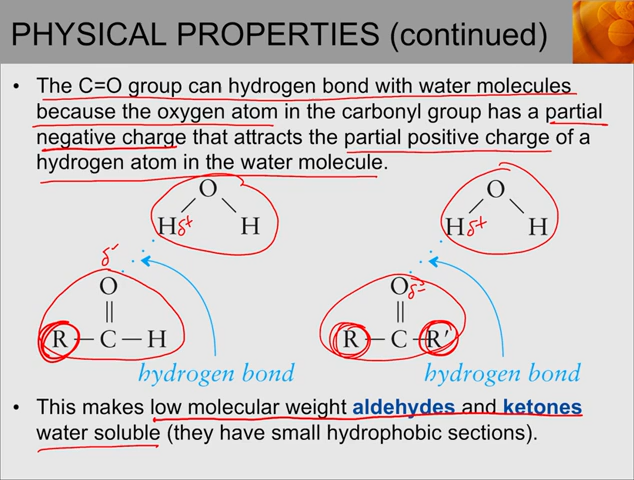 PHYSICAL PROPERTIES (continued)
• The C=O group can hydrogen bond with water molecules
because the oxygen atom in the carbonyl group has a partial
negative charge that attracts the partial positive charge of a
hydrogen atom in the water molecule.
O O
H δ+ H H δ+ H
δ-
O O δ-
R — C — H R — C — R′
hydrogen bond hydrogen bond
• This makes low molecular weight aldehydes and ketones
water soluble (they have small hydrophobic sections).